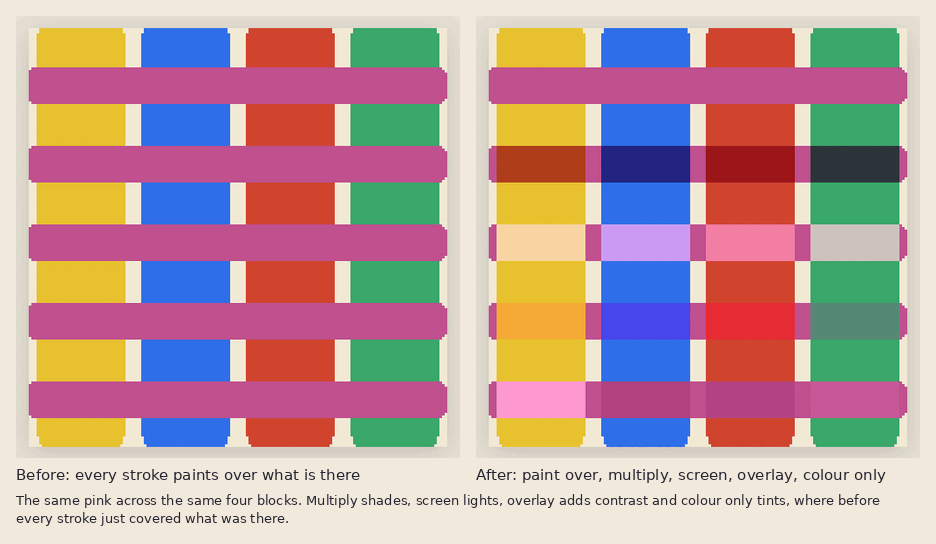 Before: every stroke paints over what is there
After: paint over, multiply, screen, overlay, colour only
The same pink across the same four blocks. Multiply shades, screen lights, overlay adds contrast and colour only tints, where before
every stroke just covered what was there.